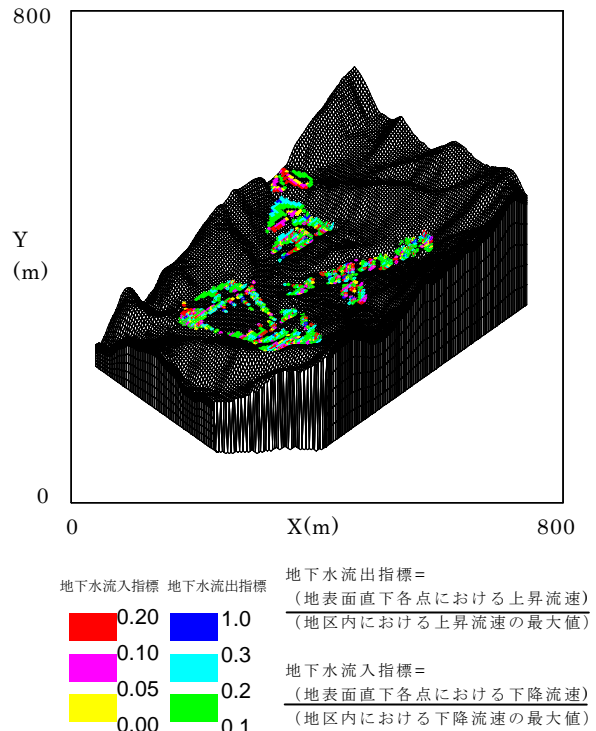 800
Y
(m)
0
0
X(m)
800
地下水流入指標 地下水流出指標
0.20
0.10
0.05
0.00
1.0
0.3
0.2
0.1
地下水流出指標=
(地表面直下各点における上昇流速)
(地区内における上昇流速の最大値)
地下水流入指標=
(地表面直下各点における下降流速)
(地区内における下降流速の最大値)